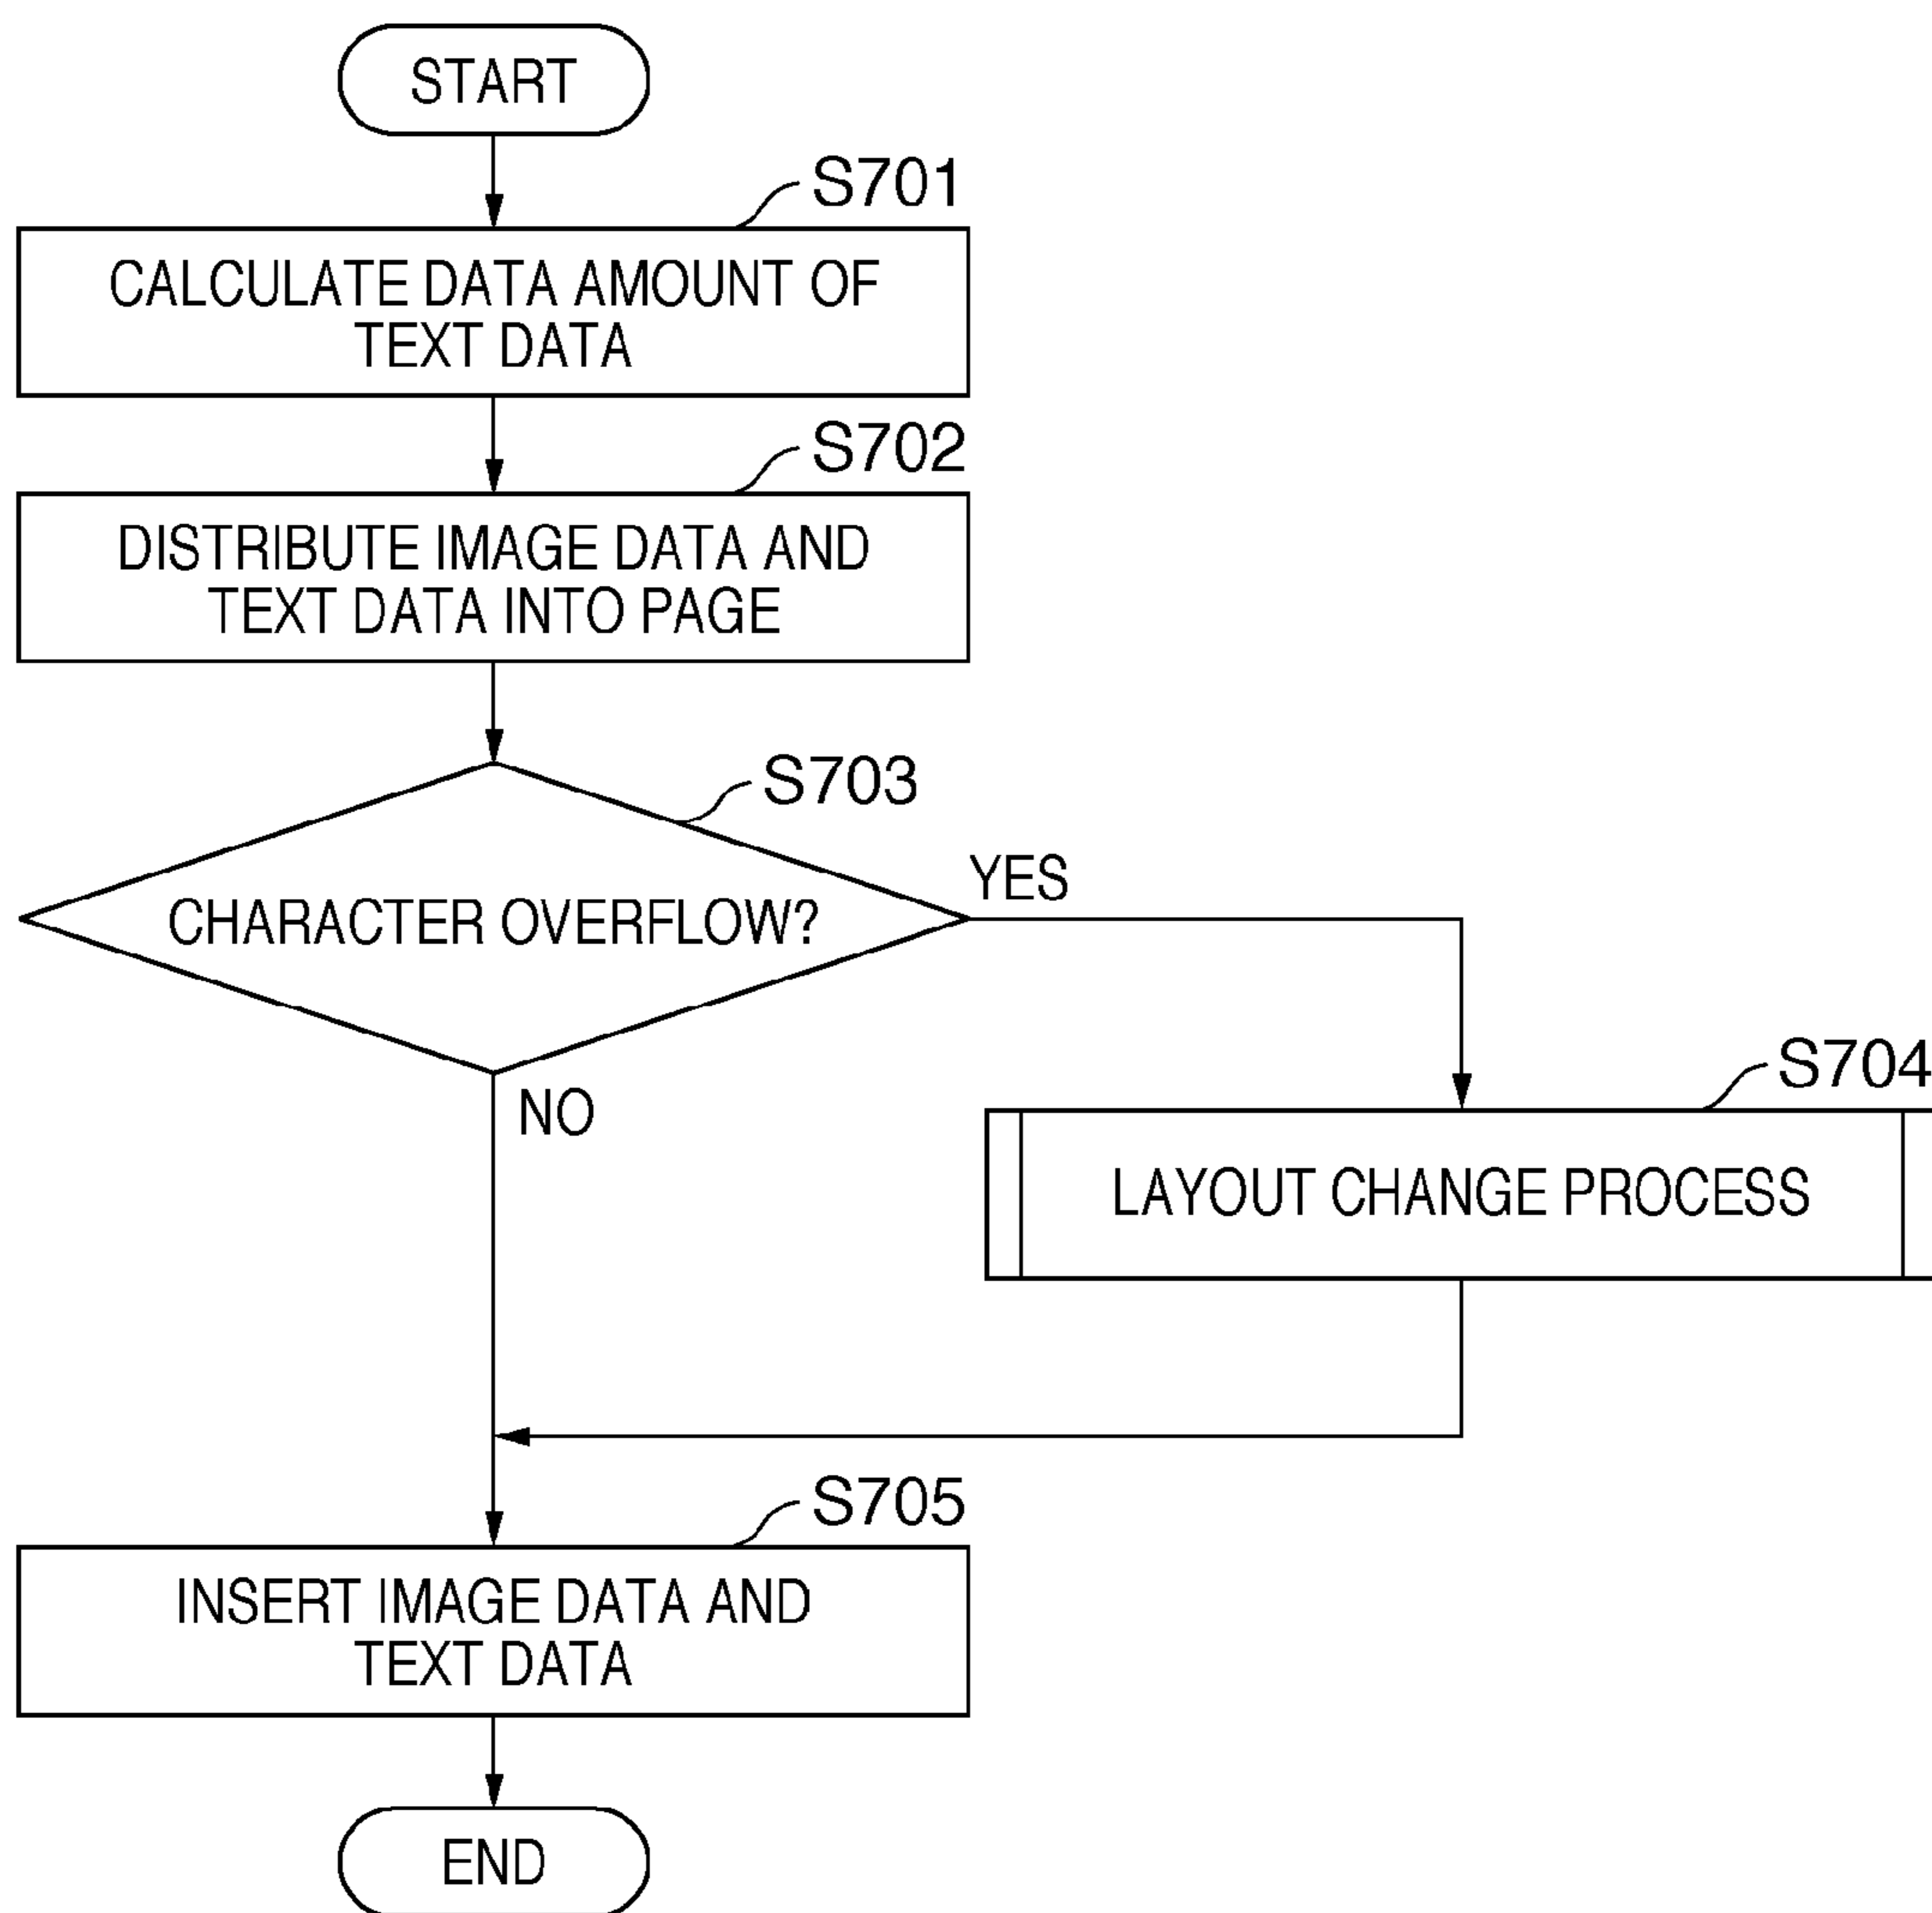 START
S701
CALCULATE DATA AMOUNT OF
TEXT DATA
S702
DISTRIBUTE IMAGE DATA AND
TEXT DATA INTO PAGE
S703
CHARACTER OVERFLOW?
YES
NO
S704
LAYOUT CHANGE PROCESS
S705
INSERT IMAGE DATA AND
TEXT DATA
END